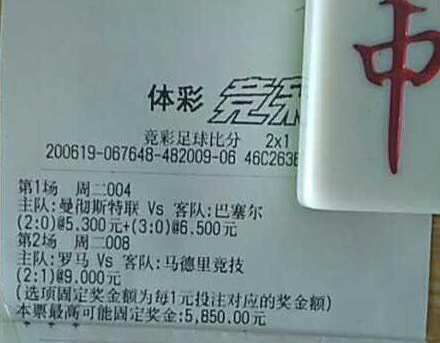 体彩 竞彩
竞彩足球比分 2x1
200619-067648-482009-06 46C263E
第1场 周二004
主队:曼彻斯特联 Vs 客队:巴塞尔
(2:0)@5.300元+(3:0)@6.500元
第2场 周二008
主队:罗马 Vs 客队:马德里竞技
(2:1)@9.000元
(选项固定奖金额为每1元投注对应的奖金额)
本票最高可能固定奖金:5,850.00元
中